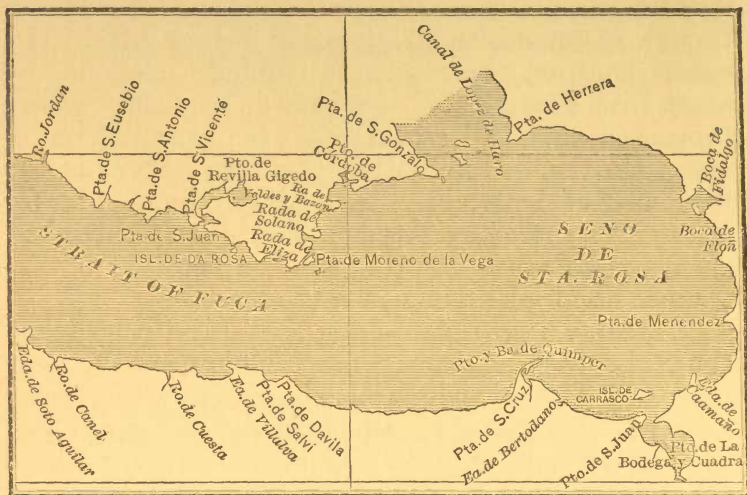 Ro. Jordan
Pta. de S. Eusebio
Pta. de S. Antonio
Pta. de S. Vicente
Pto. de
Revilla Gigedo
Ra de
Valdes y Bazon
Rada de
Solano
Rada de
Eliza
Pta. de S. Juan
ISL. DE DA ROSA
Pto. de
Cordoba
Pta. de S. Gonzalo
Canal de Lopez de Haro
Pta. de Herrera
Boca de
Fidalgo
Boca de
Flon
STRAIT OF FUCA
Pta. de Moreno de la Vega
SENO
DE
STA. ROSA
Pta. de Menendez
Eda. de Soto Aguilar
Ro. de Canel
Ro. de Cuesta
Ea. de Villalva
Pta. de Salvi
Pta. de Davila
Pto. y Ba de Quimper
Pta. de S. Cruz
Ea. de Bertodano
ISL. DE
CARRASCO
Pto. de S. Juan
Eda. de
Caamaño
Pto. de La
Bodega y Cuadra